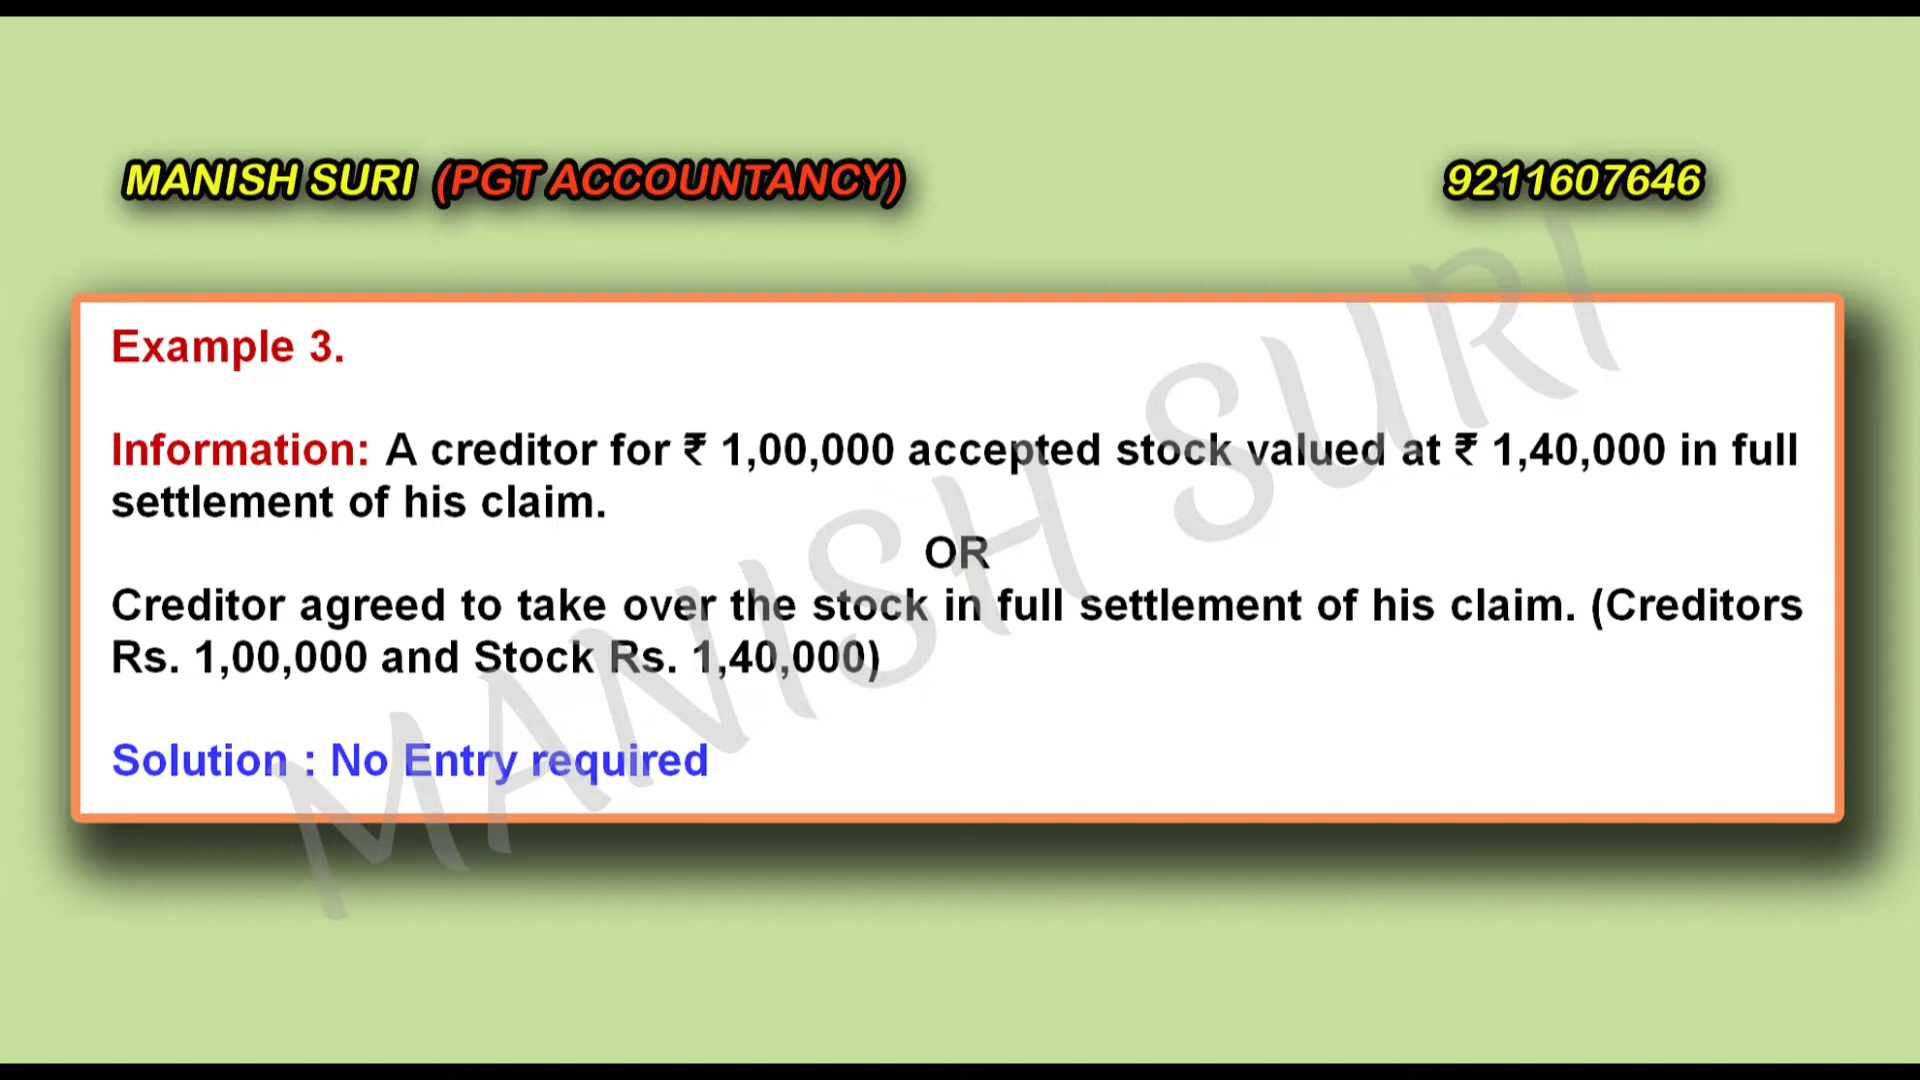 MANISH SURI (PGT ACCOUNTANCY) 9211607646
Example 3.
Information: A creditor for ₹ 1,00,000 accepted stock valued at ₹ 1,40,000 in full
settlement of his claim.
OR
Creditor agreed to take over the stock in full settlement of his claim. (Creditors
Rs. 1,00,000 and Stock Rs. 1,40,000)
Solution : No Entry required
MANISH SURI